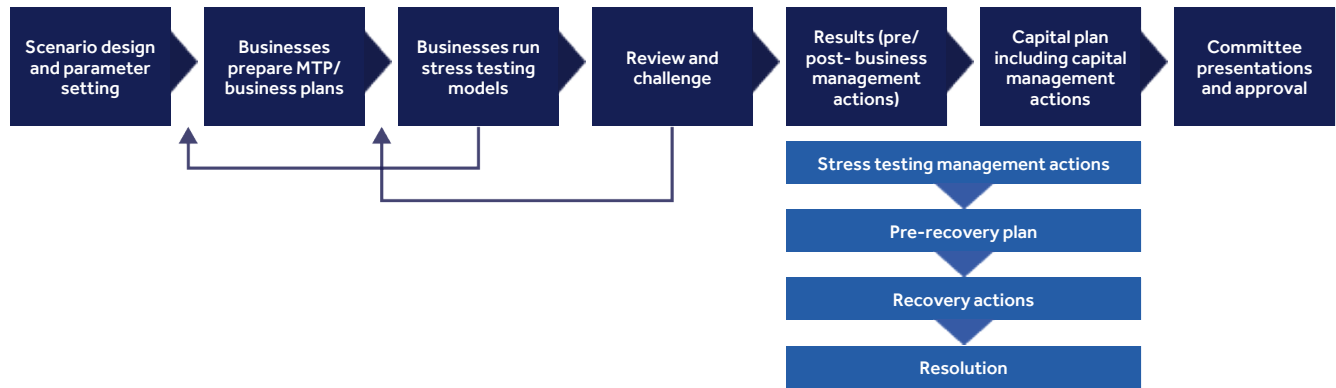 Scenario design
and parameter
setting
Businesses
prepare MTP/
business plans
Businesses run
stress testing
models
Review and
challenge
Results (pre/
post- business
management
actions)
Capital plan
including capital
management
actions
Committee
presentations
and approval
Stress testing management actions
Pre-recovery plan
Recovery actions
Resolution